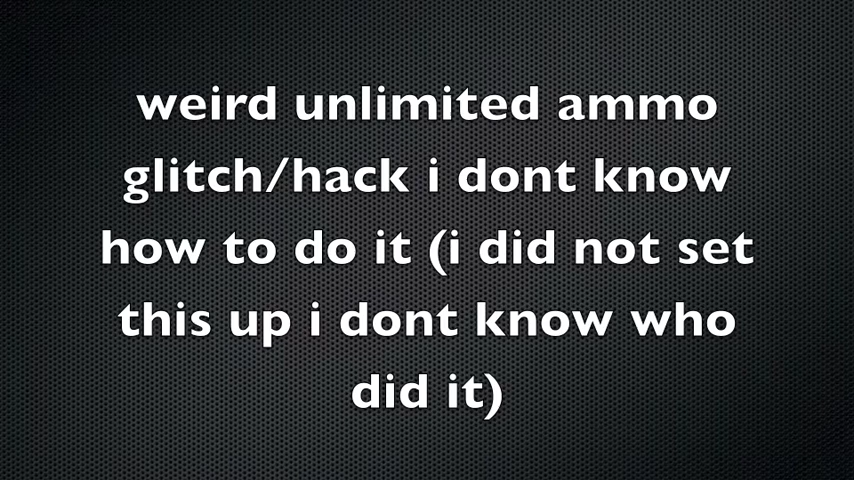 weird unlimited ammo
glitch/hack i dont know
how to do it (i did not set
this up i dont know who
did it)